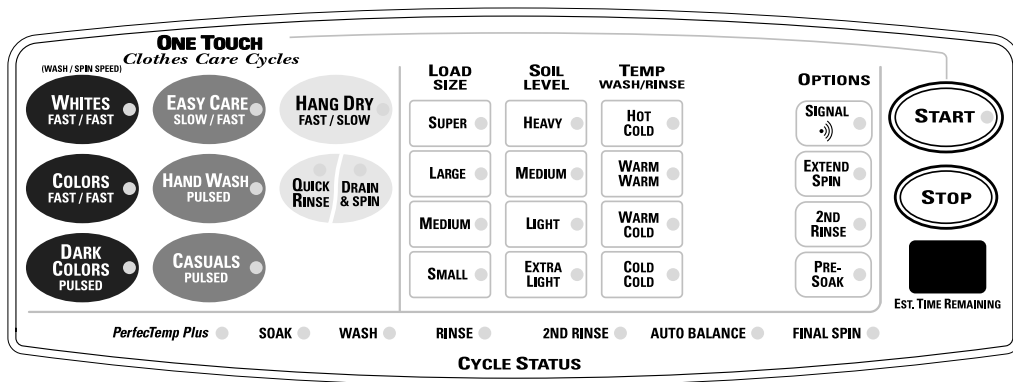 ONE TOUCH
Clothes Care Cycles
(WASH / SPIN SPEED)
WHITES
FAST / FAST
EASY CARE
SLOW / FAST
HANG DRY
FAST / SLOW
COLORS
FAST / FAST
HAND WASH
PULSED
QUICK
RINSE
DRAIN
& SPIN
DARK
COLORS
PULSED
CASUALS
PULSED
LOAD
SIZE
SUPER
LARGE
MEDIUM
SMALL
SOIL
LEVEL
HEAVY
MEDIUM
LIGHT
EXTRA
LIGHT
TEMP
WASH/RINSE
HOT
COLD
WARM
WARM
WARM
COLD
COLD
COLD
OPTIONS
SIGNAL
EXTEND
SPIN
2ND
RINSE
PRE-
SOAK
START
STOP
EST. TIME REMAINING
PerfecTemp Plus SOAK WASH RINSE 2ND RINSE AUTO BALANCE FINAL SPIN
CYCLE STATUS